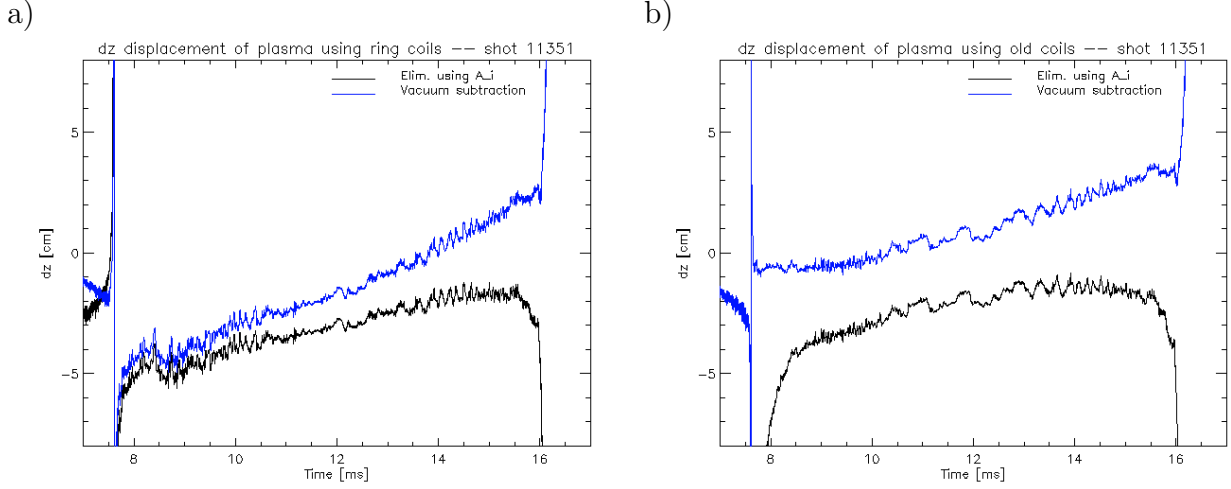 a)
dz displacement of plasma using ring coils -- shot 11351
Elim. using A_i
Vacuum subtraction
5
0
-5
dz [cm]
8 10 12 14 16
Time [ms]
b)
dz displacement of plasma using old coils -- shot 11351
Elim. using A_i
Vacuum subtraction
5
0
-5
dz [cm]
8 10 12 14 16
Time [ms]